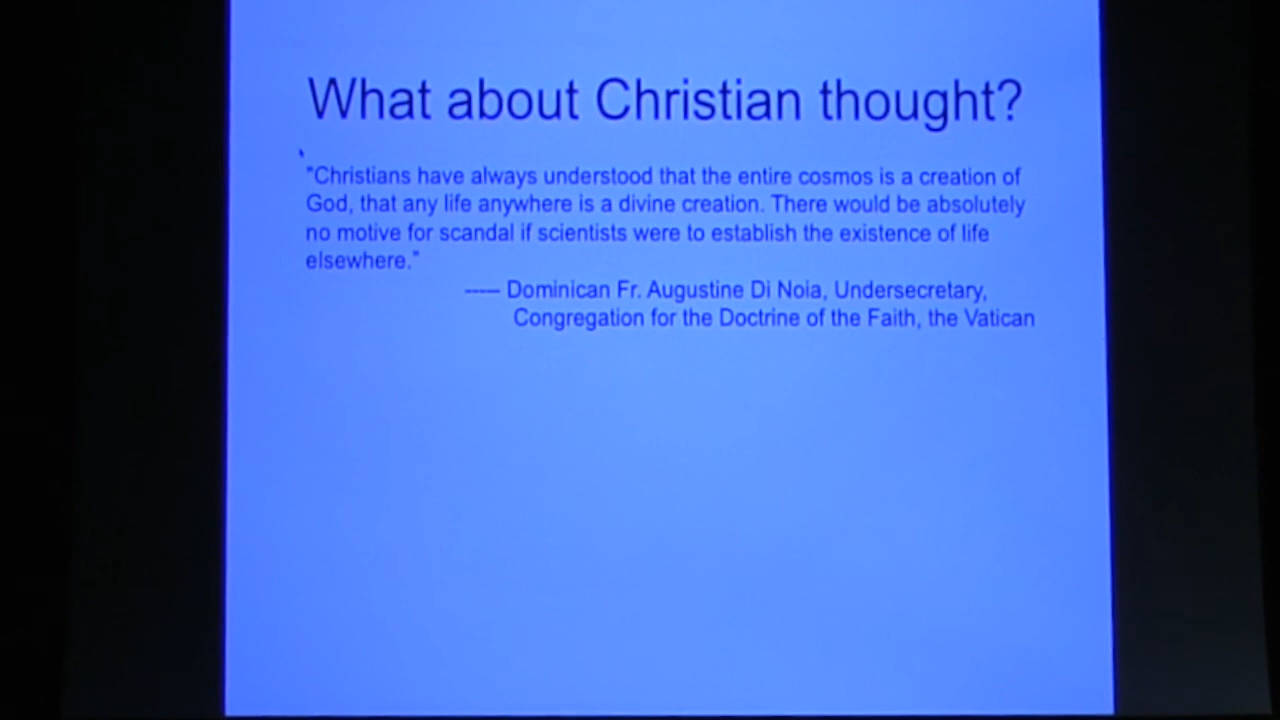 What about Christian thought?
"Christians have always understood that the entire cosmos is a creation of
God, that any life anywhere is a divine creation. There would be absolutely
no motive for scandal if scientists were to establish the existence of life
elsewhere."
----- Dominican Fr. Augustine Di Noia, Undersecretary,
Congregation for the Doctrine of the Faith, the Vatican